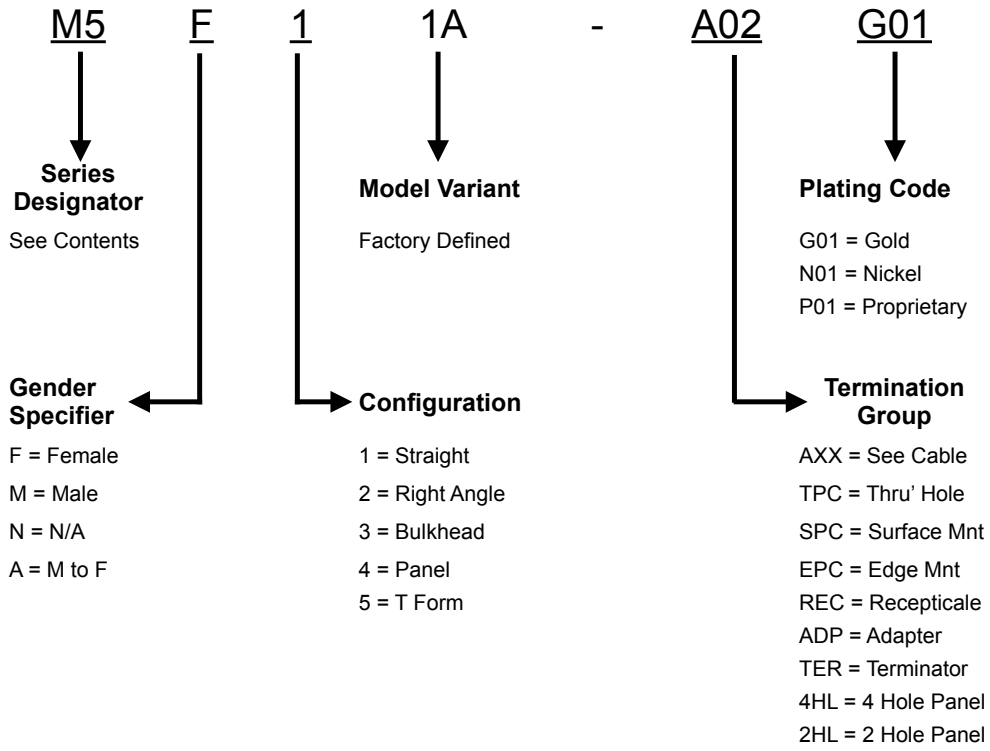 M5 F 1 1A - A02 G01
Series
Designator
See Contents
Model Variant
Factory Defined
Plating Code
G01 = Gold
N01 = Nickel
P01 = Proprietary
Gender
Specifier
F = Female
M = Male
N = N/A
A = M to F
Configuration
1 = Straight
2 = Right Angle
3 = Bulkhead
4 = Panel
5 = T Form
Termination
Group
AXX = See Cable
TPC = Thru’ Hole
SPC = Surface Mnt
EPC = Edge Mnt
REC = Recepticale
ADP = Adapter
TER = Terminator
4HL = 4 Hole Panel
2HL = 2 Hole Panel